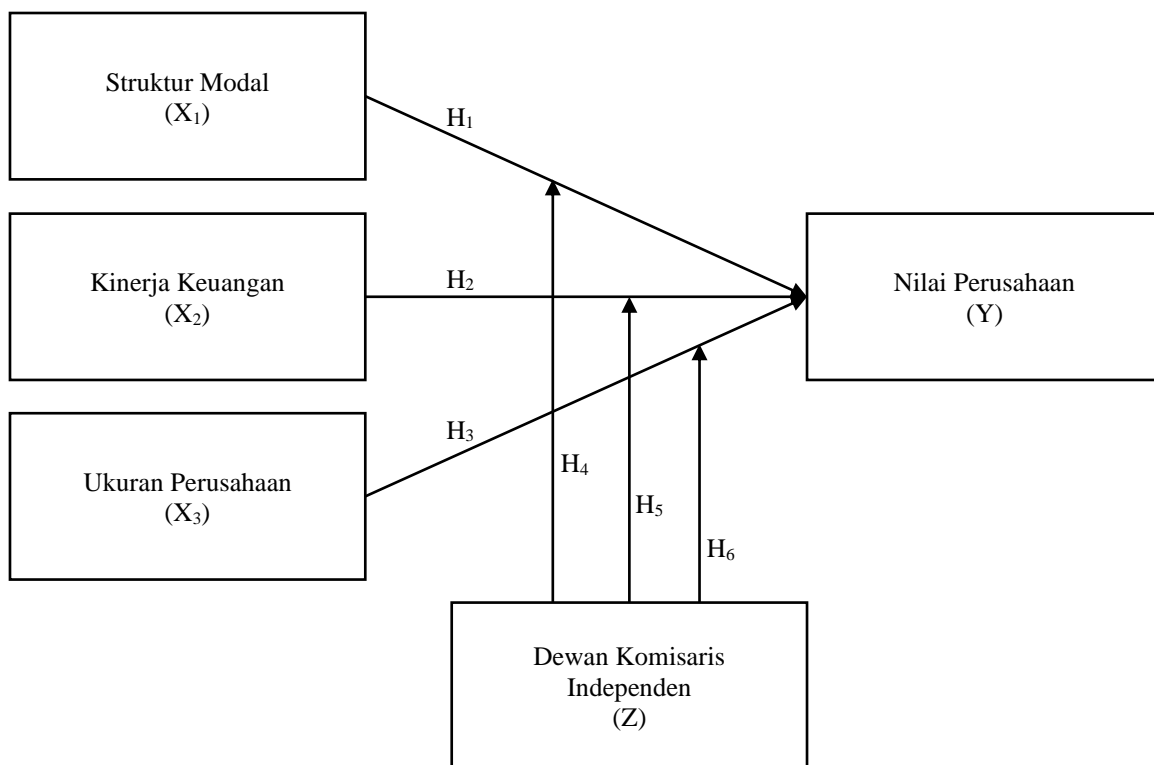 Struktur Modal
(X₁)
H₁
Kinerja Keuangan
(X₂)
H₂
Nilai Perusahaan
(Y)
Ukuran Perusahaan
(X₃)
H₃
H₄
H₅
H₆
Dewan Komisaris
Independen
(Z)